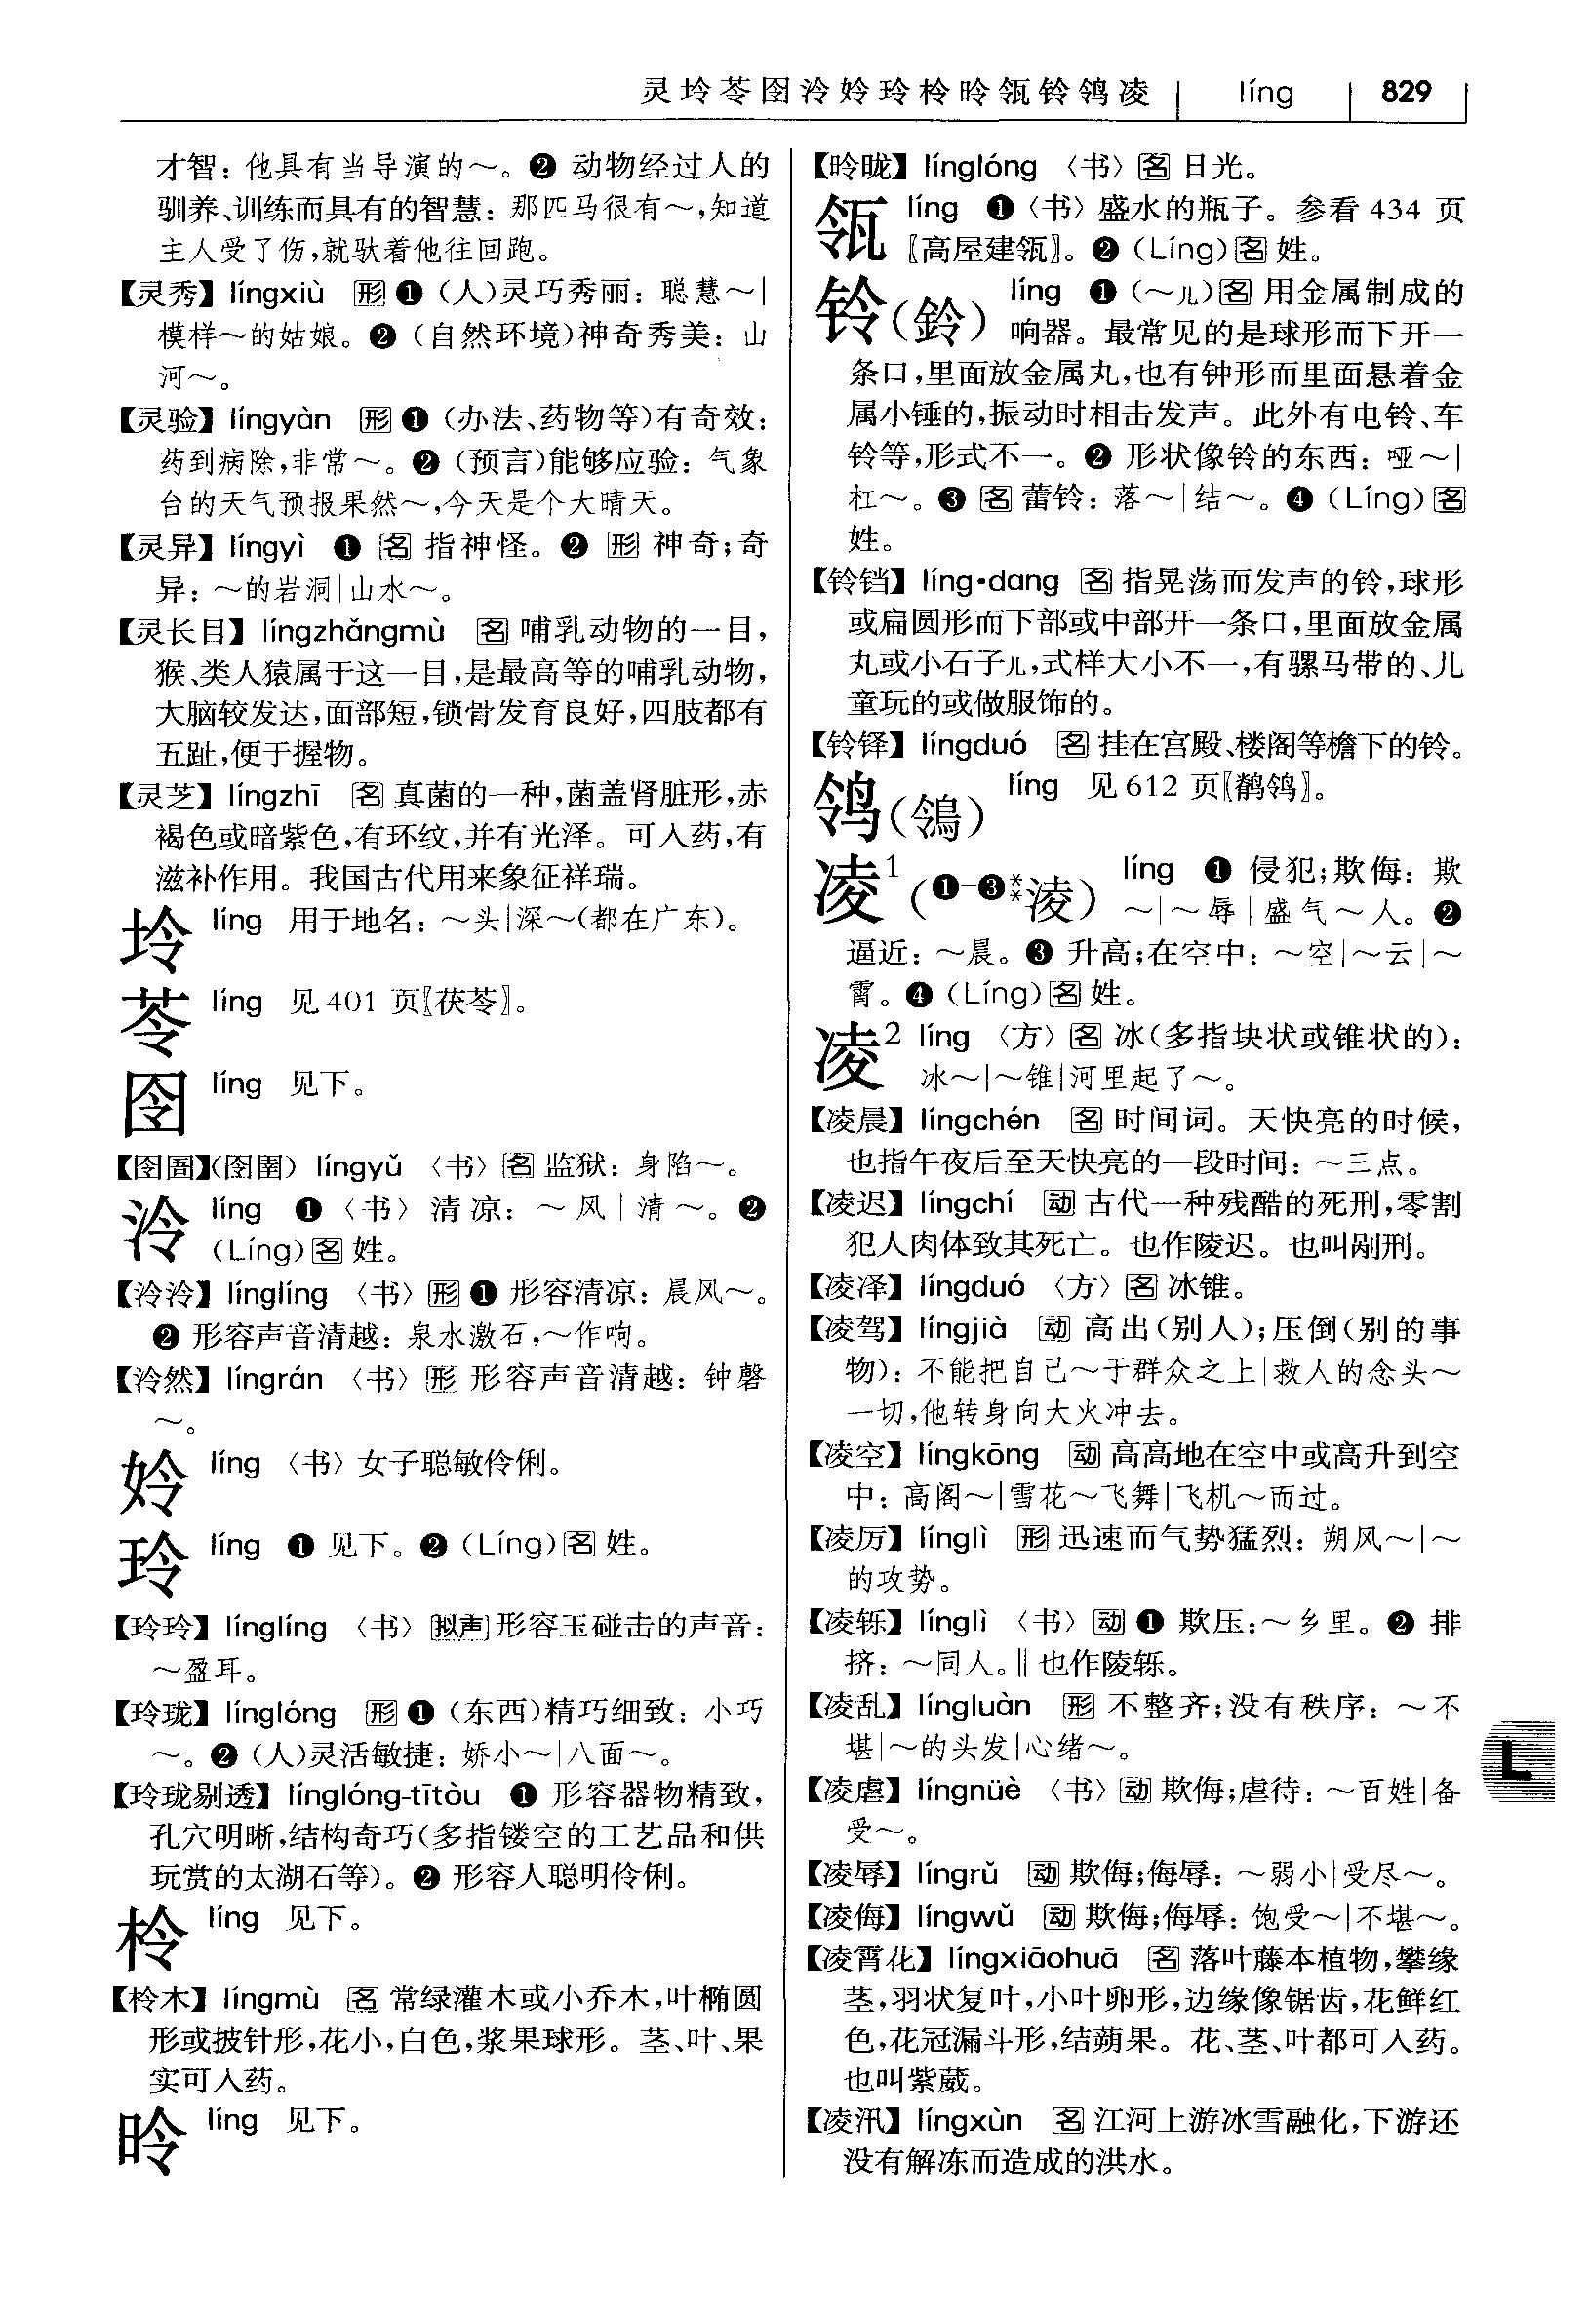 灵坽苓囹泠姈玲柃昤瓴铃鸰凌 líng 829
才智：他具有当导演的～。❷ 动物经过人的
驯养、训练而具有的智慧：那匹马很有～，知道
主人受了伤，就驮着他往回跑。
【灵秀】língxiù 形 ❶（人）灵巧秀丽：聪慧～|
模样～的姑娘。❷（自然环境）神奇秀美：山
河～。
【灵验】língyàn 形 ❶（办法、药物等）有奇效：
药到病除，非常～。❷（预言）能够应验：气象
台的天气预报果然～，今天是个大晴天。
【灵异】língyì ❶ 名 指神怪。❷ 形 神奇；奇
异：～的岩洞|山水～。
【灵长目】língzhǎngmù 名 哺乳动物的一目，
猴、类人猿属于这一目，是最高等的哺乳动物，
大脑较发达，面部短，锁骨发育良好，四肢都有
五趾，便于握物。
【灵芝】língzhī 名 真菌的一种，菌盖肾脏形，赤
褐色或暗紫色，有环纹，并有光泽。可入药，有
滋补作用。我国古代用来象征祥瑞。
坽 líng 用于地名：～头|深～（都在广东）。
苓 líng 见 401 页〖茯苓〗。
囹 líng 见下。
【囹圄】（囹圉）língyǔ〈书〉名 监狱：身陷～。
泠 líng ❶〈书〉清凉：～风|清～。❷
（Líng）名 姓。
【泠泠】línglíng〈书〉形 ❶ 形容清凉：晨风～。
❷ 形容声音清越：泉水激石，～作响。
【泠然】língrán〈书〉形 形容声音清越：钟磬
～。
姈 líng〈书〉女子聪敏伶俐。
玲 líng ❶ 见下。❷（Líng）名 姓。
【玲玲】línglíng〈书〉拟声 形容玉碰击的声音：
～盈耳。
【玲珑】línglóng 形 ❶（东西）精巧细致：小巧
～。❷（人）灵活敏捷：娇小～|八面～。
【玲珑剔透】línglóng-tītòu ❶ 形容器物精致，
孔穴明晰，结构奇巧（多指镂空的工艺品和供
玩赏的太湖石等）。❷ 形容人聪明伶俐。
柃 líng 见下。
【柃木】língmù 名 常绿灌木或小乔木，叶椭圆
形或披针形，花小，白色，浆果球形。茎、叶、果
实可入药。
昤 líng 见下。
【昤昽】línglóng〈书〉名 日光。
瓴 líng ❶〈书〉盛水的瓶子。参看 434 页
〖高屋建瓴〗。❷（Líng）名 姓。
铃（鈴） líng ❶（～儿）名 用金属制成的
响器。最常见的是球形而下开一
条口，里面放金属丸，也有钟形而里面悬着金
属小锤的，振动时相击发声。此外有电铃、车
铃等，形式不一。❷ 形状像铃的东西：哑～|
杠～。❸ 名 蕾铃：落～|结～。❹（Líng）名
姓。
【铃铛】líng·dang 名 指晃荡而发声的铃，球形
或扁圆形而下部或中部开一条口，里面放金属
丸或小石子儿，式样大小不一，有骡马带的、儿
童玩的或做服饰的。
【铃铎】língduó 名 挂在宫殿、楼阁等檐下的铃。
鸰（鴒） líng 见 612 页〖鹡鸰〗。
凌¹（❶-❸**淩） líng ❶ 侵犯；欺侮：欺
～|～辱|盛气～人。❷
逼近：～晨。❸ 升高；在空中：～空|～云|～
霄。❹（Líng）名 姓。
凌² líng〈方〉名 冰（多指块状或锥状的）：
冰～|～锥|河里起了～。
【凌晨】língchén 名 时间词。天快亮的时候，
也指午夜后至天快亮的一段时间：～三点。
【凌迟】língchí 动 古代一种残酷的死刑，零割
犯人肉体致其死亡。也作陵迟。也叫剐刑。
【凌泽】língduó〈方〉名 冰锥。
【凌驾】língjià 动 高出（别人）；压倒（别的事
物）：不能把自己～于群众之上|救人的念头～
一切，他转身向大火冲去。
【凌空】língkōng 动 高高地在空中或高升到空
中：高阁～|雪花～飞舞|飞机～而过。
【凌厉】línglì 形 迅速而气势猛烈：朔风～|～
的攻势。
【凌轹】línglì〈书〉动 ❶ 欺压：～乡里。❷ 排
挤：～同人。‖也作陵轹。
【凌乱】língluàn 形 不整齐；没有秩序：～不
堪|～的头发|心绪～。
【凌虐】língnüè〈书〉动 欺侮；虐待：～百姓|备
受～。
【凌辱】língrǔ 动 欺侮；侮辱：～弱小|受尽～。
【凌侮】língwǔ 动 欺侮；侮辱：饱受～|不堪～。
【凌霄花】língxiāohuā 名 落叶藤本植物，攀缘
茎，羽状复叶，小叶卵形，边缘像锯齿，花鲜红
色，花冠漏斗形，结蒴果。花、茎、叶都可入药。
也叫紫葳。
【凌汛】língxùn 名 江河上游冰雪融化，下游还
没有解冻而造成的洪水。
L